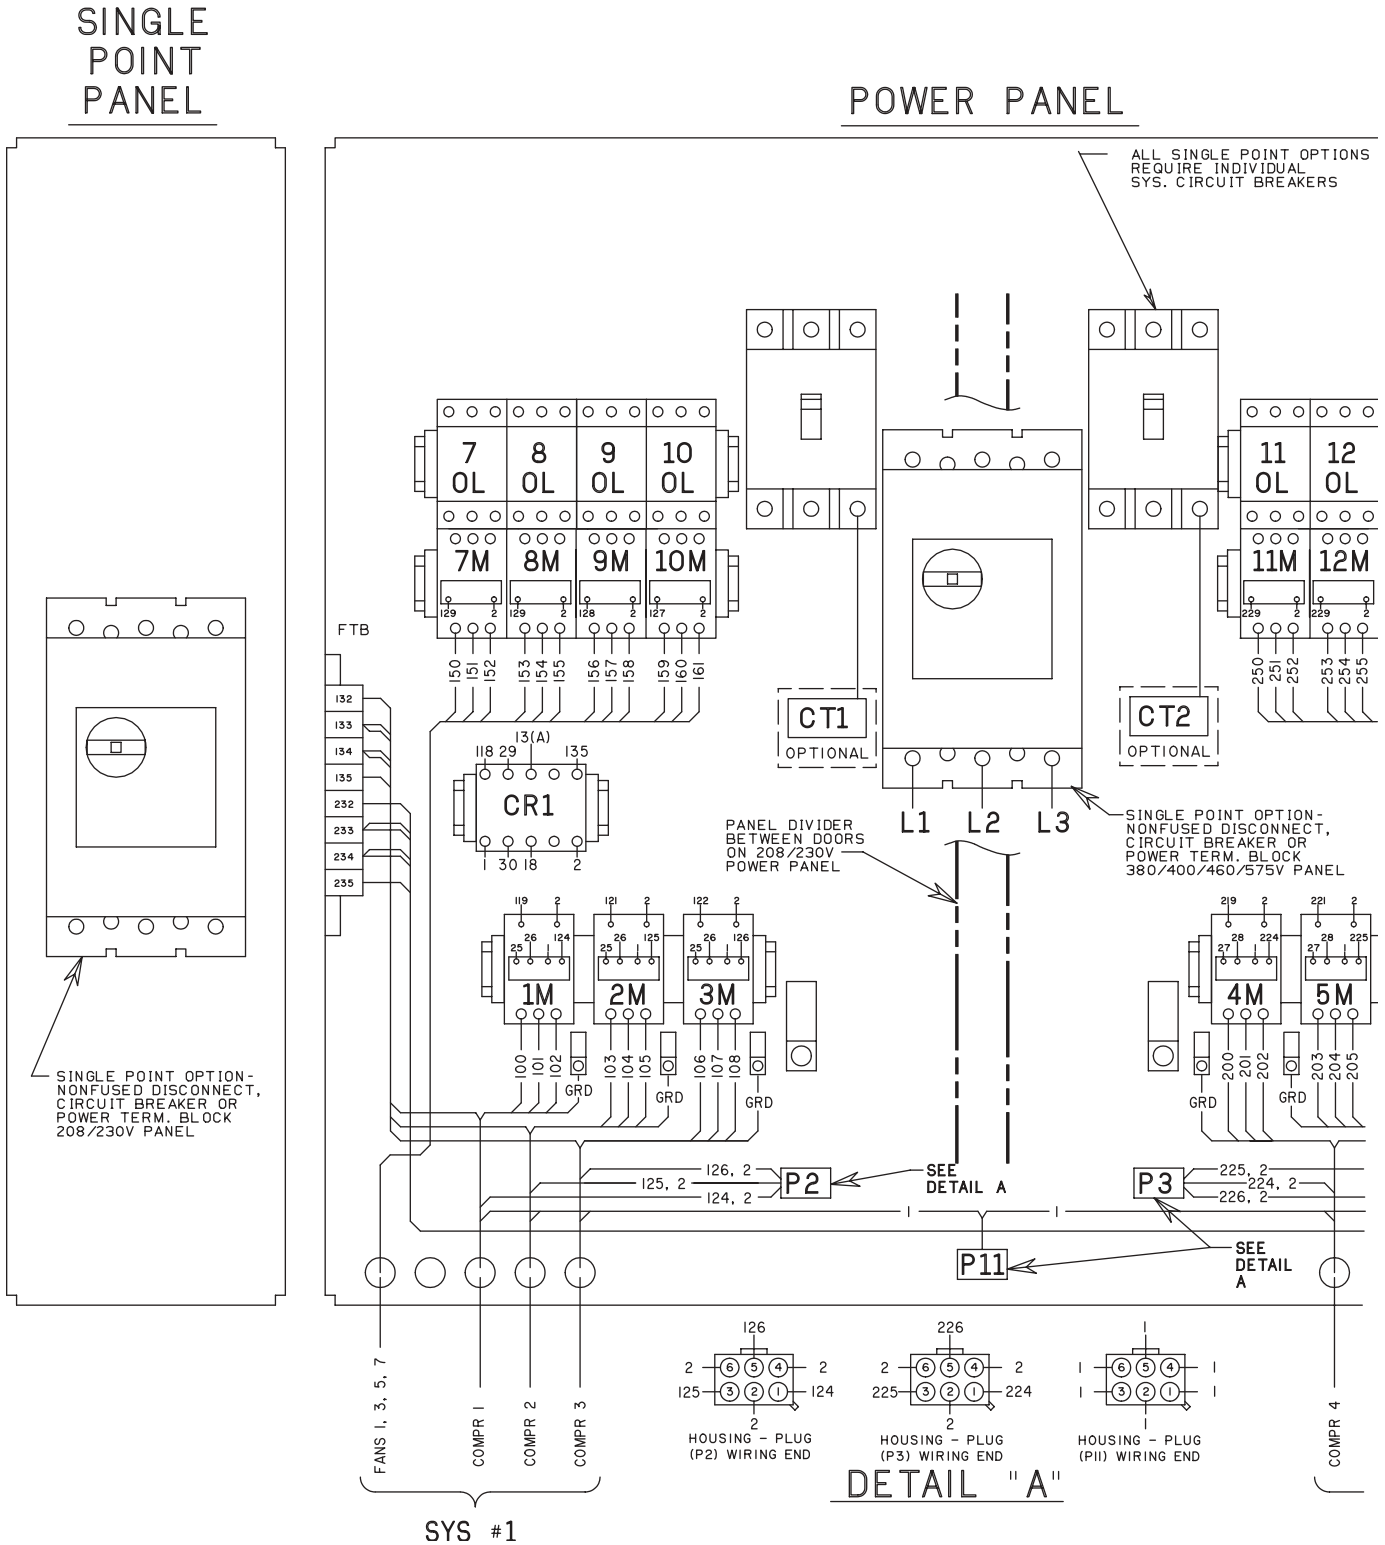 SINGLE
POINT
PANEL
POWER PANEL
ALL SINGLE POINT OPTIONS
REQUIRE INDIVIDUAL
SYS. CIRCUIT BREAKERS
7 8 9 10 11 12
OL OL OL OL OL OL
7M 8M 9M 10M 11M 12M
129 2 129 2 128 2 127 2 229 2 229 2
FTB
150 151 152 153 154 155 156 157 158 159 160 161
250 251 252 253 254 255
132
133
134
135
232
233
234
235
CT1
OPTIONAL
CT2
OPTIONAL
13(A)
118 29 135
CR1
1 30 18 2
L1 L2 L3
PANEL DIVIDER
BETWEEN DOORS
ON 208/230V
POWER PANEL
SINGLE POINT OPTION-
NONFUSED DISCONNECT,
CIRCUIT BREAKER OR
POWER TERM. BLOCK
380/400/460/575V PANEL
119 2 121 2 122 2 219 2 221 2
26 26 26 28 28
25 1 124 25 1 125 25 1 126 27 1 224 27 1 225
1M 2M 3M 4M 5M
100 101 102 103 104 105 106 107 108
200 201 202 203 204 205
GRD GRD GRD GRD GRD
SINGLE POINT OPTION-
NONFUSED DISCONNECT,
CIRCUIT BREAKER OR
POWER TERM. BLOCK
208/230V PANEL
126, 2
125, 2
124, 2
P2
SEE
DETAIL A
P3
225, 2
224, 2
226, 2
1 1
P11
SEE
DETAIL
A
126 226 1
2 6 5 4 2 2 6 5 4 2 1 6 5 4 1
125 3 2 1 124 225 3 2 1 224 1 3 2 1 1
2 2 1
HOUSING - PLUG
(P2) WIRING END
HOUSING - PLUG
(P3) WIRING END
HOUSING - PLUG
(P11) WIRING END
DETAIL "A"
FANS 1, 3, 5, 7
COMPR 1
COMPR 2
COMPR 3
COMPR 4
SYS #1